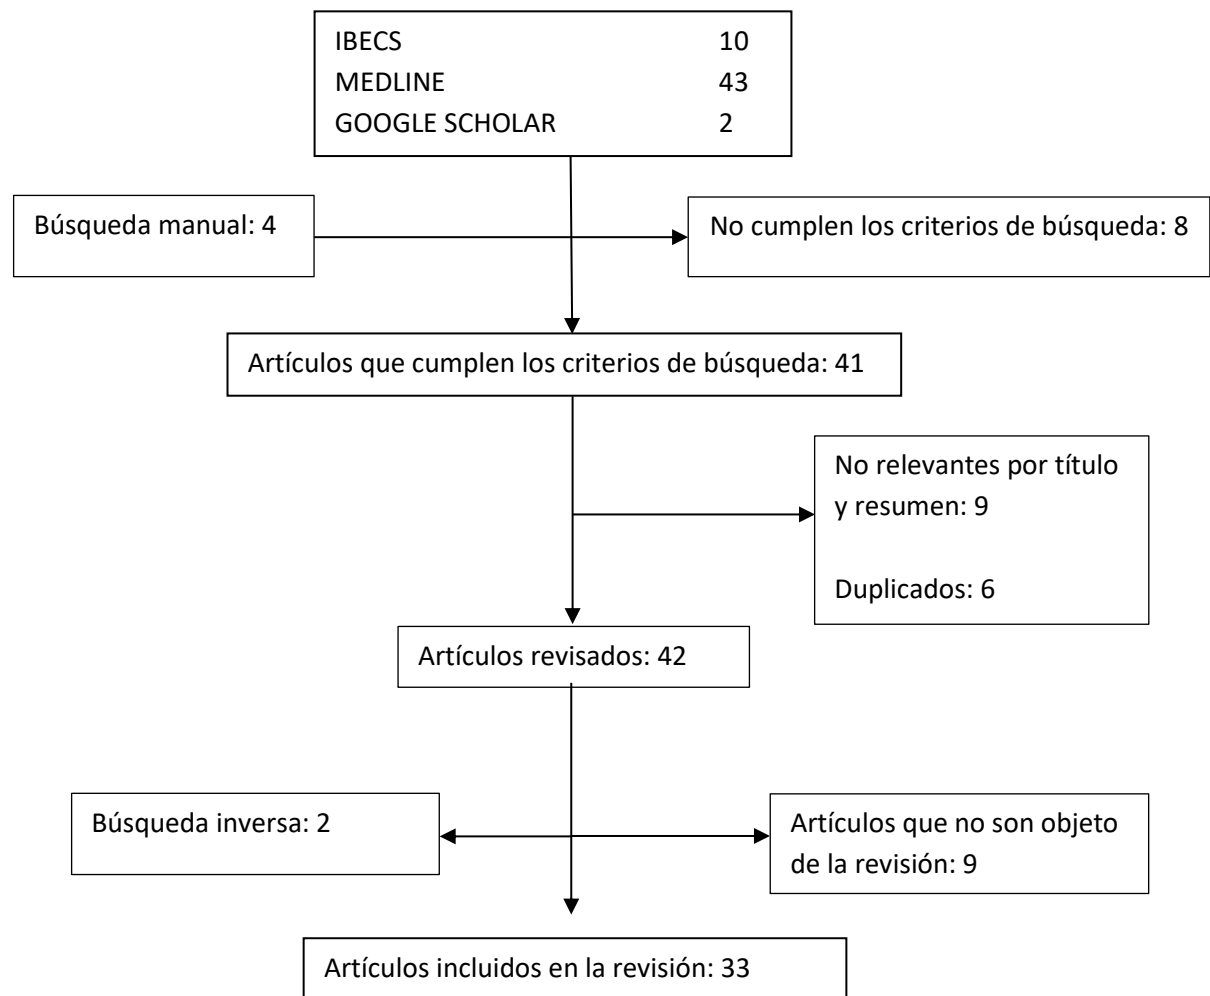 IBECS 10
MEDLINE 43
GOOGLE SCHOLAR 2
Búsqueda manual: 4
No cumplen los criterios de búsqueda: 8
Artículos que cumplen los criterios de búsqueda: 41
No relevantes por título
y resumen: 9
Duplicados: 6
Artículos revisados: 42
Búsqueda inversa: 2
Artículos que no son objeto
de la revisión: 9
Artículos incluidos en la revisión: 33